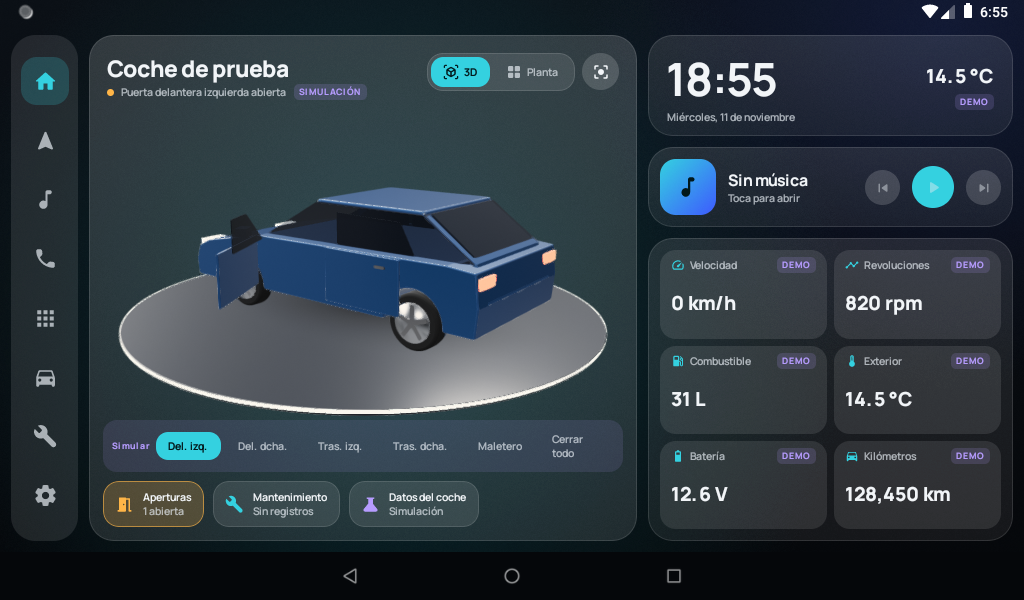 6:55
Coche de prueba
Puerta delantera izquierda abierta SIMULACIÓN
3D Planta
18:55
Miércoles, 11 de noviembre
14.5 °C
DEMO
Sin música
Toca para abrir
Velocidad DEMO
0 km/h
Revoluciones DEMO
820 rpm
Combustible DEMO
31 L
Exterior DEMO
14.5 °C
Batería DEMO
12.6 V
Kilómetros DEMO
128,450 km
Simular Del. izq. Del. dcha. Tras. izq. Tras. dcha. Maletero Cerrar
todo
Aperturas
1 abierta
Mantenimiento
Sin registros
Datos del coche
Simulación